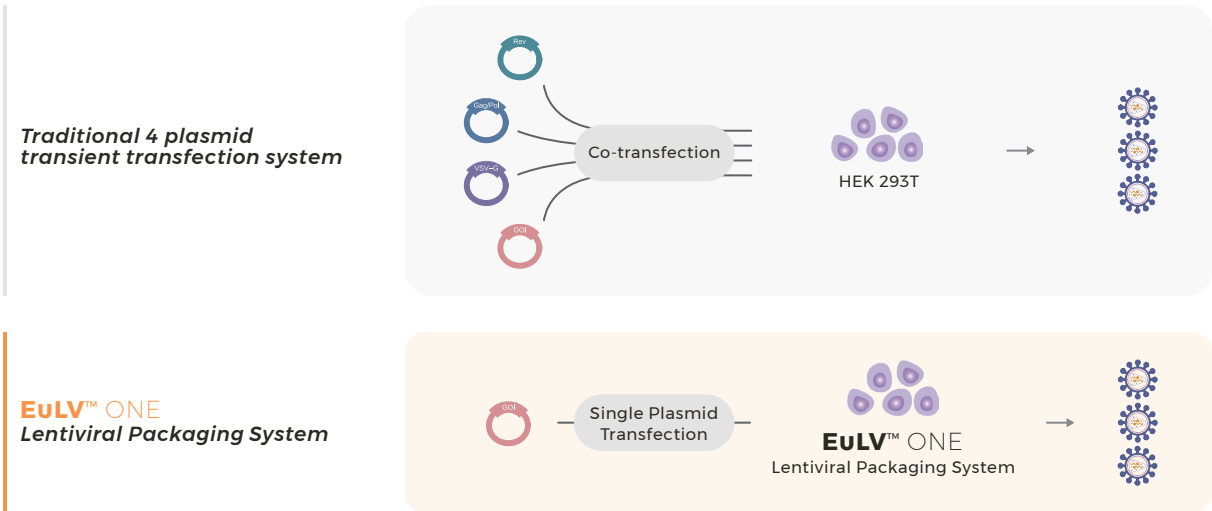 Traditional 4 plasmid
transient transfection system
Rev
Gag/Pol
VSV-G
GOI
Co-transfection
HEK 293T
EuLV™ ONE
Lentiviral Packaging System
GOI
Single Plasmid
Transfection
EuLV™ ONE
Lentiviral Packaging System